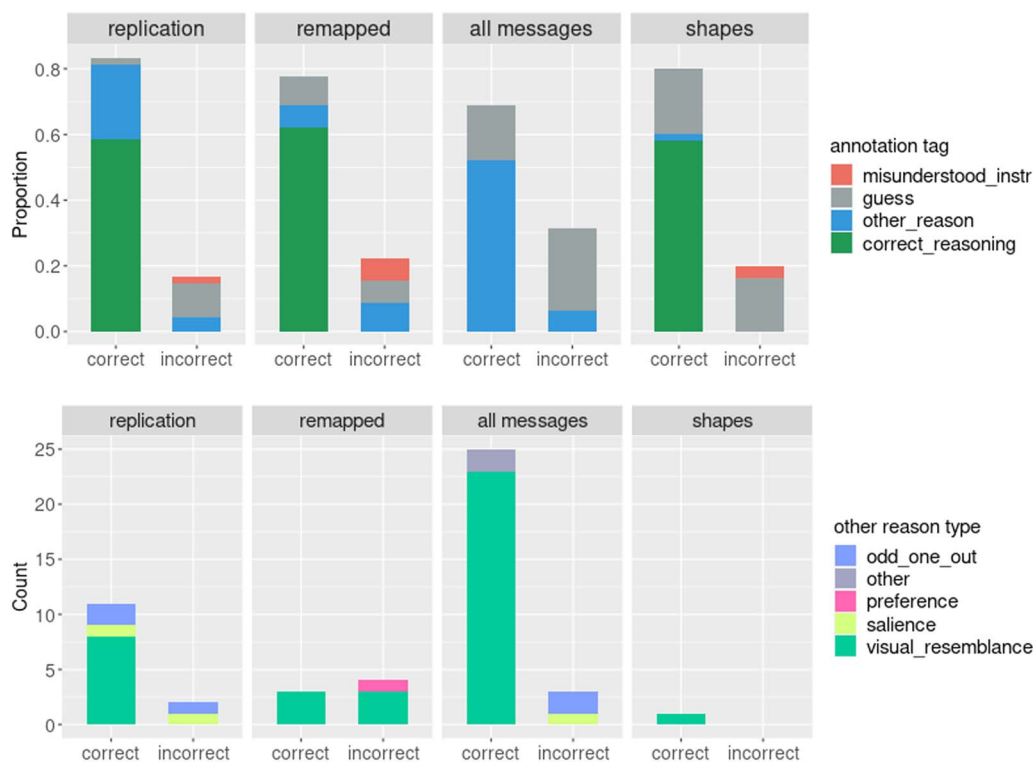 replication remapped all messages shapes
Proportion
0.8
0.6
0.4
0.2
0.0
correct incorrect correct incorrect correct incorrect correct incorrect
annotation tag
misunderstood_instr
guess
other_reason
correct_reasoning
replication remapped all messages shapes
Count
25
20
15
10
5
0
correct incorrect correct incorrect correct incorrect correct incorrect
other reason type
odd_one_out
other
preference
salience
visual_resemblance